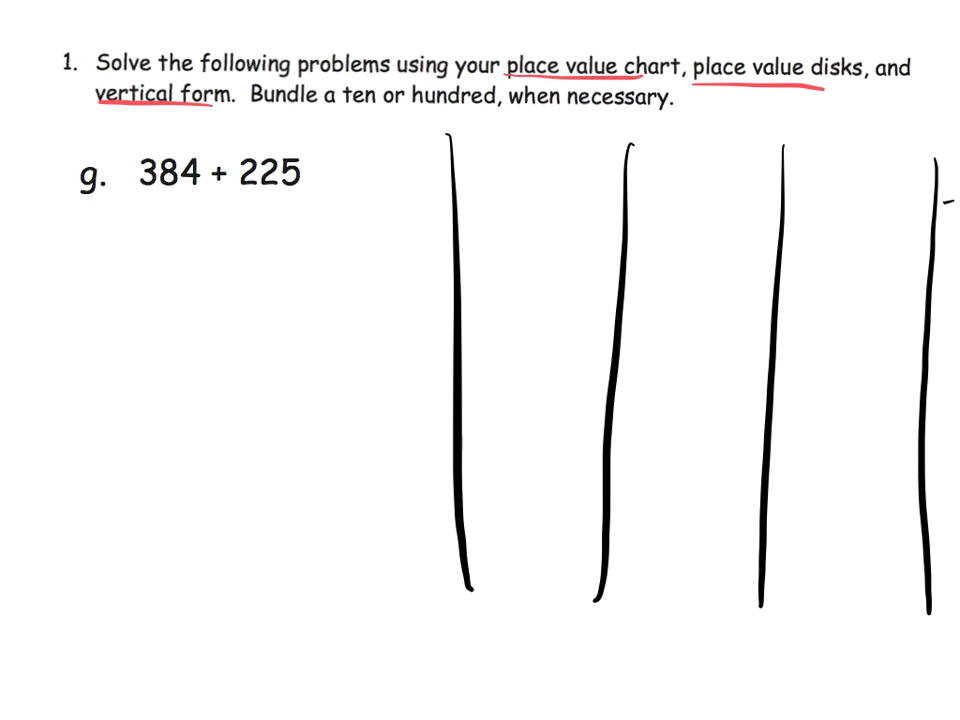 1. Solve the following problems using your place value chart, place value disks, and
vertical form. Bundle a ten or hundred, when necessary.
g. 384 + 225